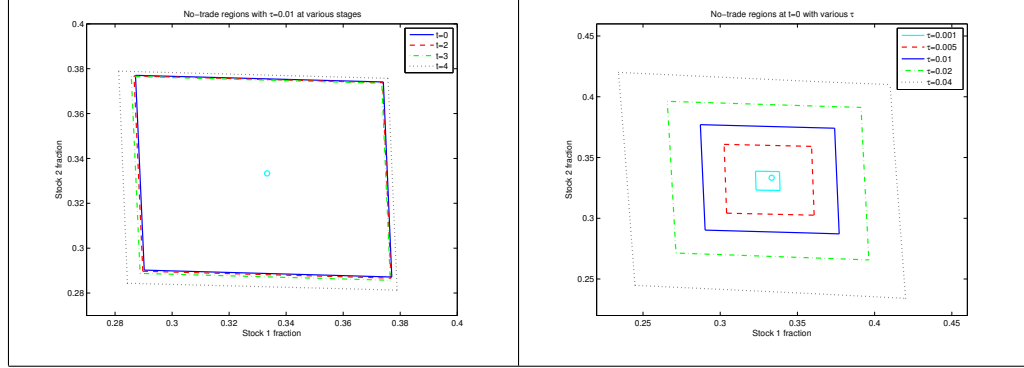 No−trade regions with τ=0.01 at various stages
0.4
0.38
0.36
0.34
0.32
0.3
0.28
Stock 2 fraction
0.28 0.3 0.32 0.34 0.36 0.38 0.4
Stock 1 fraction
t=0
t=2
t=3
t=4
No−trade regions at t=0 with various τ
0.45
0.4
0.35
0.3
0.25
Stock 2 fraction
0.25 0.3 0.35 0.4 0.45
Stock 1 fraction
τ=0.001
τ=0.005
τ=0.01
τ=0.02
τ=0.04